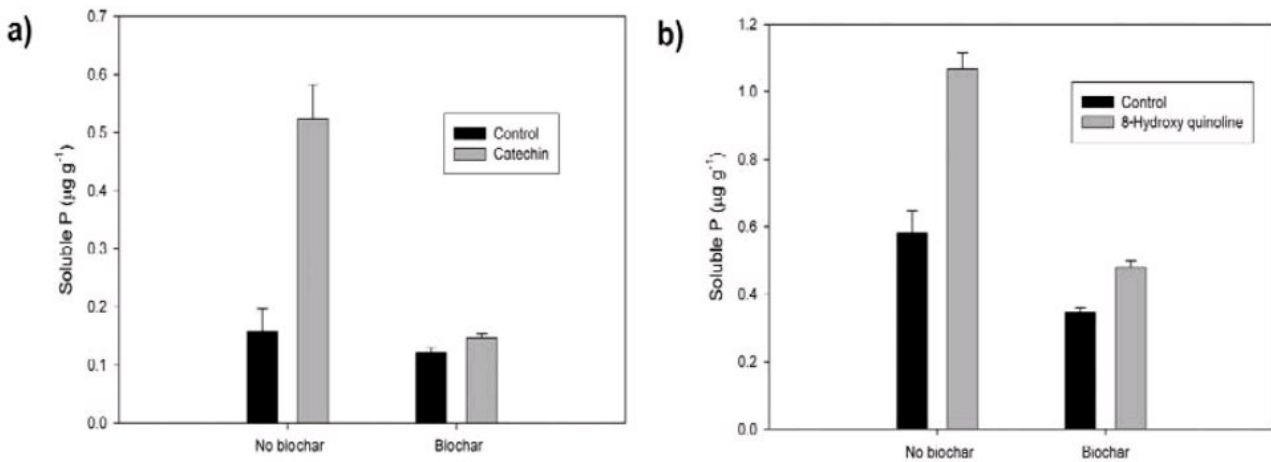 a)
Soluble P (µg g⁻¹)
0.7
0.6
0.5
0.4
0.3
0.2
0.1
0.0
Control
Catechin
No biochar
Biochar
b)
Soluble P (µg g⁻¹)
1.2
1.0
0.8
0.6
0.4
0.2
0.0
Control
8-Hydroxy quinoline
No biochar
Biochar